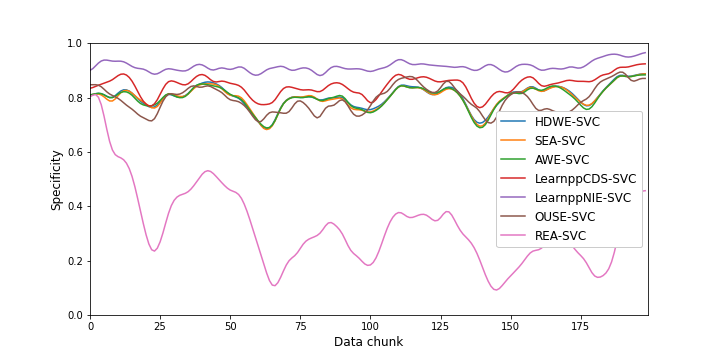 Specificity
1.0
0.8
0.6
0.4
0.2
0.0
HDWE-SVC
SEA-SVC
AWE-SVC
LearnppCDS-SVC
LearnppNIE-SVC
OUSE-SVC
REA-SVC
0 25 50 75 100 125 150 175
Data chunk